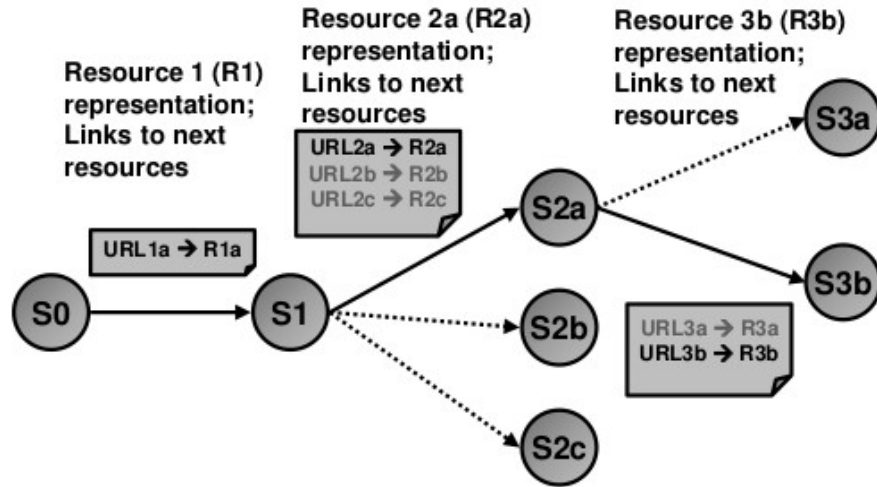 Resource 1 (R1)
representation;
Links to next
resources
Resource 2a (R2a)
representation;
Links to next
resources
Resource 3b (R3b)
representation;
Links to next
resources
URL1a ➔ R1a
URL2a ➔ R2a
URL2b ➔ R2b
URL2c ➔ R2c
URL3a ➔ R3a
URL3b ➔ R3b
S0
S1
S2a
S2b
S2c
S3a
S3b